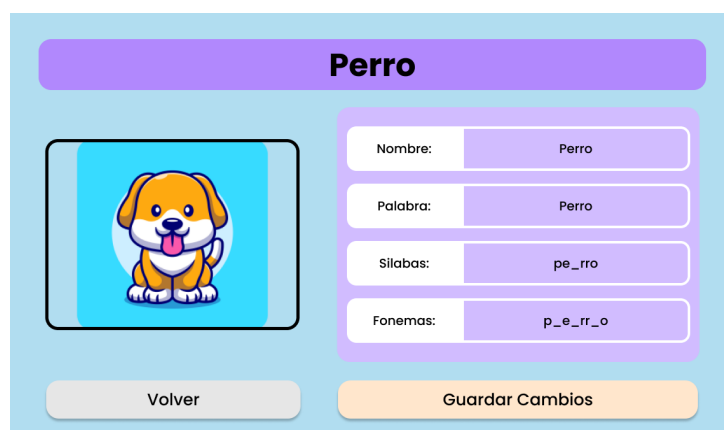 Perro
Nombre: Perro
Palabra: Perro
Silabas: pe_rro
Fonemas: p_e_rr_o
Volver Guardar Cambios